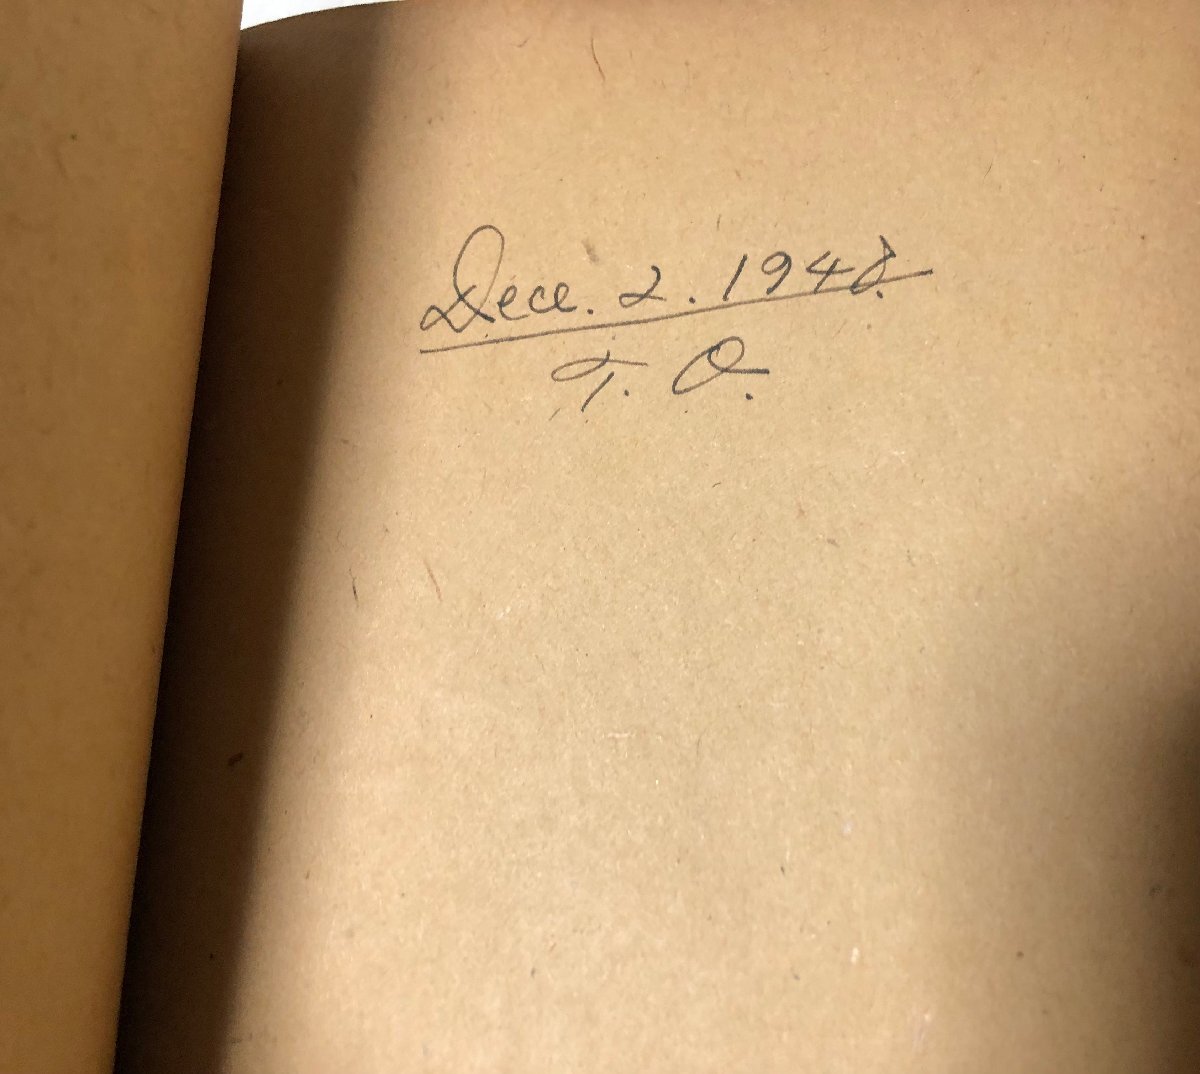 Dece. 2. 1948.
T. O.